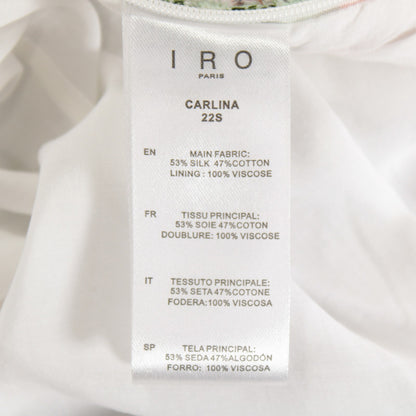 IRO
PARIS
CARLINA
22S
EN MAIN FABRIC:
53% SILK 47%COTTON
LINING : 100% VISCOSE
FR TISSU PRINCIPAL:
53% SOIE 47%COTON
DOUBLURE: 100% VISCOSE
IT TESSUTO PRINCIPALE:
53% SETA 47%COTONE
FODERA:100% VISCOSA
SP TELA PRINCIPAL:
53% SEDA 47%ALGODÓN
FORRO: 100% VISCOSA